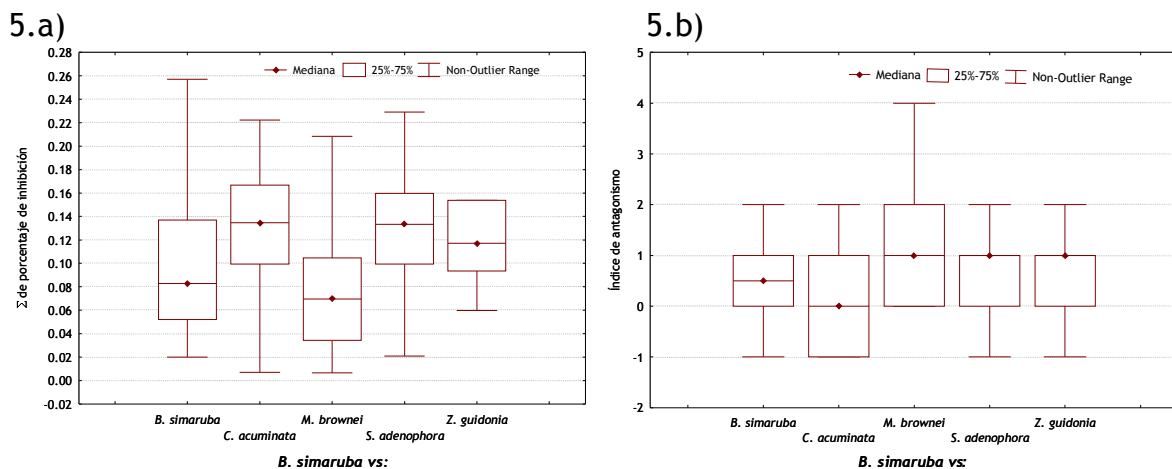 5.a)
0.28
0.26
0.24
0.22
0.20
0.18
0.16
0.14
0.12
0.10
0.08
0.06
0.04
0.02
0.00
-0.02
Σ de porcentaje de inhibición
Mediana 25%-75% Non-Outlier Range
B. simaruba M. brownei Z. guidonia
C. acuminata S. adenophora
B. simaruba vs:
5.b)
5
4
3
2
1
0
-1
-2
Índice de antagonismo
Mediana 25%-75% Non-Outlier Range
B. simaruba M. brownei Z. guidonia
C. acuminata S. adenophora
B. simaruba vs: